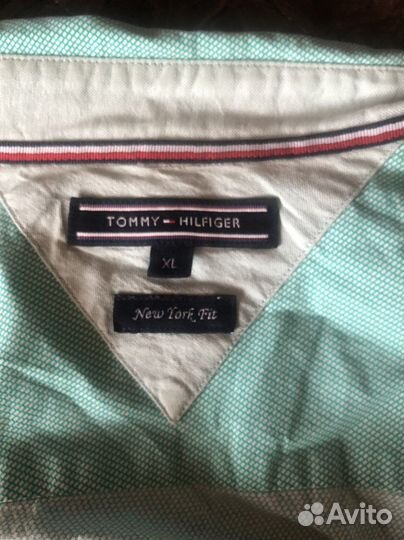 TOMMY HILFIGER
XL
New York Fit
Avito